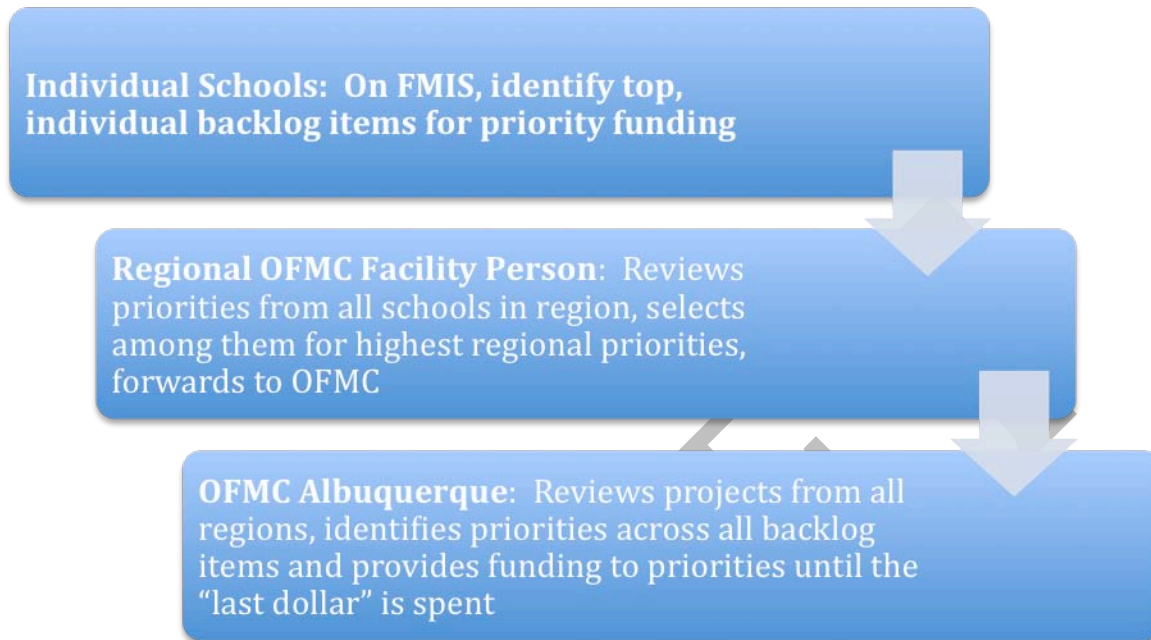 Individual Schools:  On FMIS, identify top,
individual backlog items for priority funding
Regional OFMC Facility Person:  Reviews
priorities from all schools in region, selects
among them for highest regional priorities,
forwards to OFMC
OFMC Albuquerque:  Reviews projects from all
regions, identifies priorities across all backlog
items and provides funding to priorities until the
“last dollar” is spent